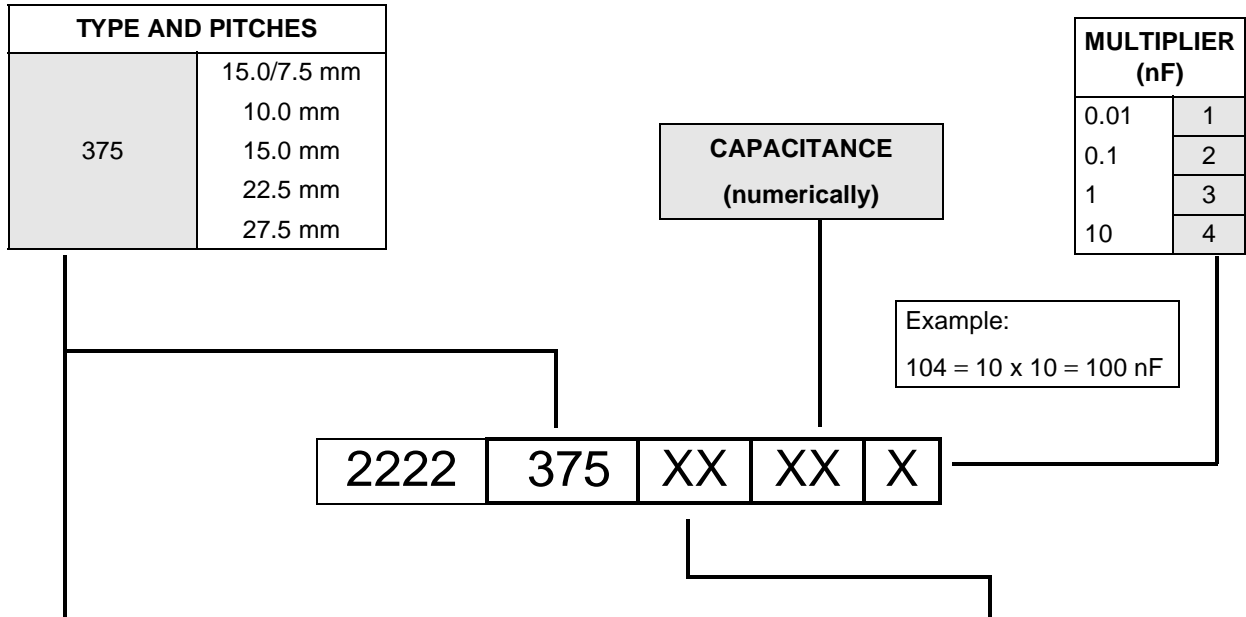 TYPE AND PITCHES
375
15.0/7.5 mm
10.0 mm
15.0 mm
22.5 mm
27.5 mm
CAPACITANCE
(numerically)
MULTIPLIER
(nF)
0.01 1
0.1 2
1 3
10 4
Example:
104 = 10 x 10 = 100 nF
2222 375 XX XX X